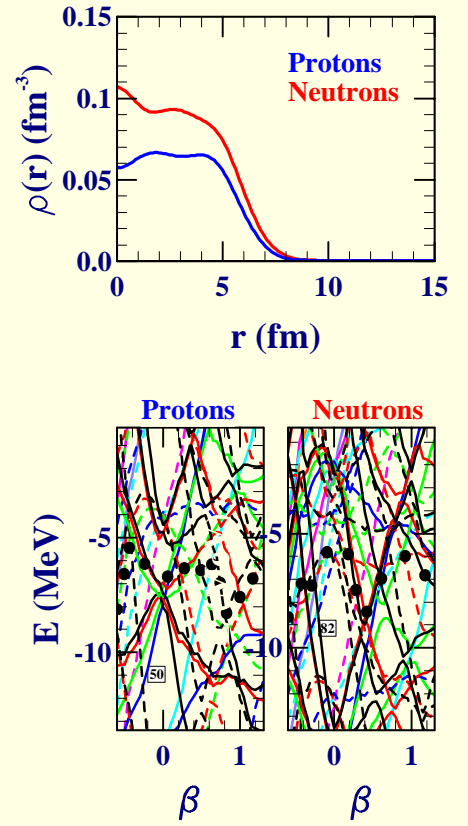 0.15
0.1
0.05
0.0
ρ(r) (fm-3)
Protons
Neutrons
0 5 10 15
r (fm)
Protons Neutrons
-5 -5
-10 -10
E (MeV)
50
82
0 1 0 1
β β